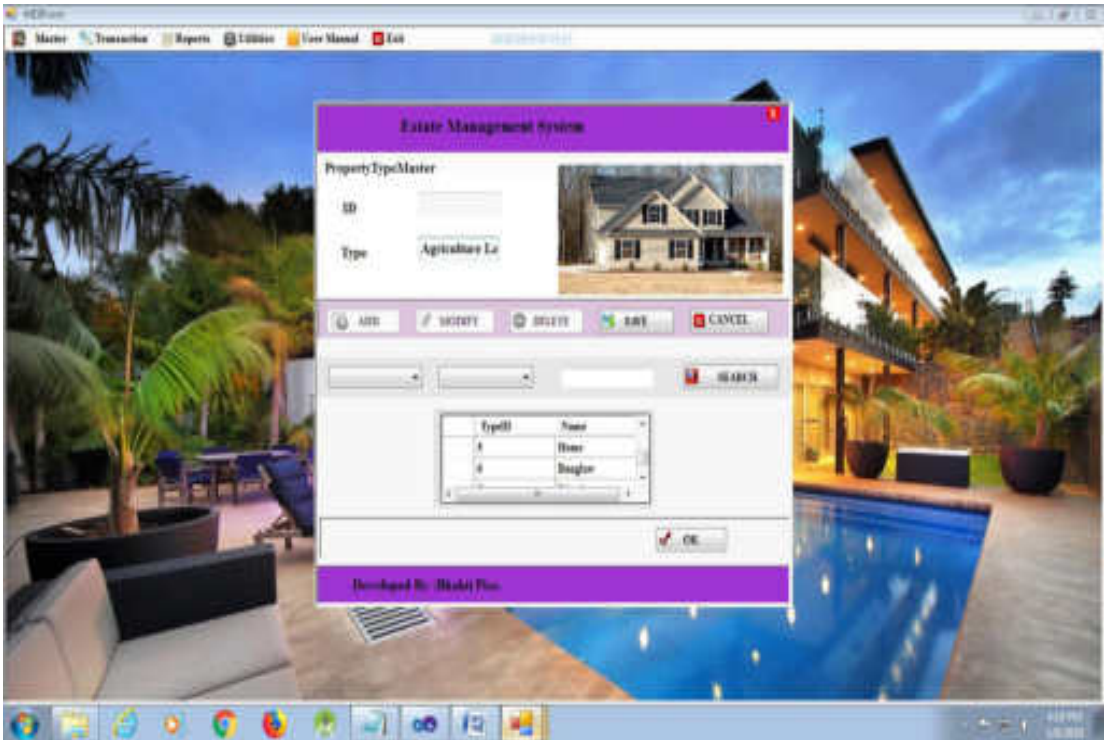 Master Transaction Reports Utilities User Manual Exit
Estate Management System
PropertyTypeMaster
ID
Type Agriculture La
ADD MODIFY DELETE SAVE CANCEL
SEARCH
TypeID Name
Home
Bunglow
OK
Developed By